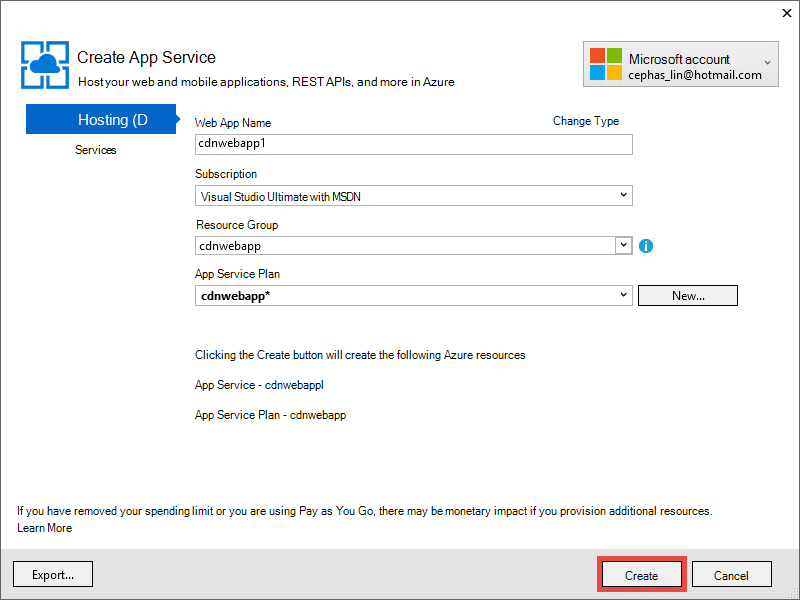 Create App Service
Host your web and mobile applications, REST APIs, and more in Azure
Microsoft account
cephas_lin@hotmail.com
Hosting (D
Services
Web App Name
Change Type
cdnwebapp1
Subscription
Visual Studio Ultimate with MSDN
Resource Group
cdnwebapp
App Service Plan
cdnwebapp*
New...
Clicking the Create button will create the following Azure resources
App Service - cdnwebappl
App Service Plan - cdnwebapp
If you have removed your spending limit or you are using Pay as You Go, there may be monetary impact if you provision additional resources.
Learn More
Export...
Create
Cancel